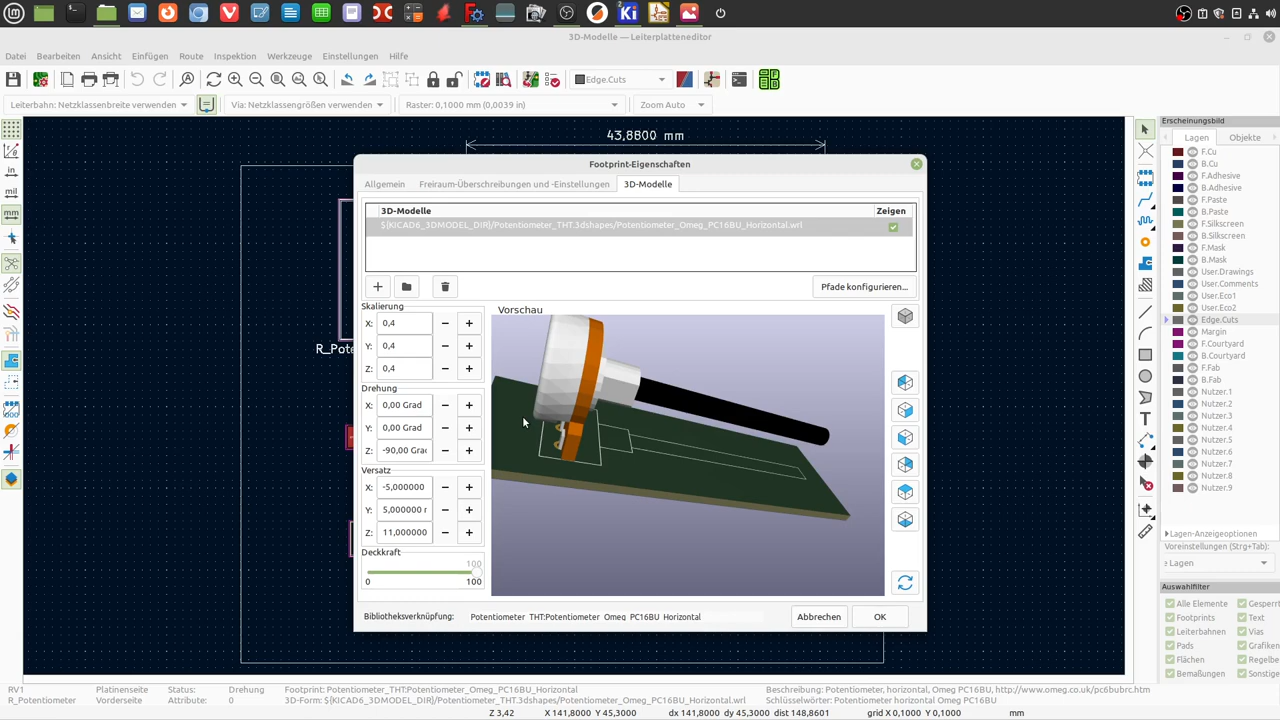 3D-Modelle — Leiterplatteneditor
Datei Bearbeiten Ansicht Einfügen Route Inspektion Werkzeuge Einstellungen Hilfe
Edge.Cuts
Leiterbahn: Netzklassenbreite verwenden Via: Netzklassengrößen verwenden Raster: 0,1000 mm (0,0039 in) Zoom Auto
in
mil
mm
43,8800 mm
R_Pote
Footprint-Eigenschaften
Allgemein Freiraum-Überschreibungen und -Einstellungen 3D-Modelle
3D-Modelle Zeigen
${KICAD6_3DMODEL_DIR}/Potentiometer_THT.3dshapes/Potentiometer_Omeg_PC16BU_Horizontal.wrl
Pfade konfigurieren...
Skalierung
X: 0,4
Y: 0,4
Z: 0,4
Drehung
X: 0,00 Grad
Y: 0,00 Grad
Z: -90,00 Grad
Versatz
X: -5,000000
Y: 5,000000 r
Z: 11,000000
Deckkraft
100
0 100
Vorschau
Bibliotheksverknüpfung: Potentiometer_THT:Potentiometer_Omeg_PC16BU_Horizontal
Abbrechen OK
Erscheinungsbild
Lagen Objekte
F.Cu
B.Cu
F.Adhesive
B.Adhesive
F.Paste
B.Paste
F.Silkscreen
B.Silkscreen
F.Mask
B.Mask
User.Drawings
User.Comments
User.Eco1
User.Eco2
Edge.Cuts
Margin
F.Courtyard
B.Courtyard
F.Fab
B.Fab
Nutzer.1
Nutzer.2
Nutzer.3
Nutzer.4
Nutzer.5
Nutzer.6
Nutzer.7
Nutzer.8
Nutzer.9
Lagen-Anzeigeoptionen
Voreinstellungen (Strg+Tab):
e Lagen
Auswahlfilter
Alle Elemente Gesperrt
Footprints Text
Leiterbahnen Vias
Pads Grafiken
Flächen Regelbe
Bemaßungen Sonstige
RV1 Platinenseite Status: Drehung Footprint: Potentiometer_THT:Potentiometer_Omeg_PC16BU_Horizontal Beschreibung: Potentiometer, horizontal, Omeg PC16BU, http://www.omeg.co.uk/pc6bubrc.htm
R_Potentiometer Vorderseite Attribute: 0 3D-Form: ${KICAD6_3DMODEL_DIR}/Potentiometer_THT.3dshapes/Potentiometer_Omeg_PC16BU_Horizontal.wrl Schlüsselwörter: Potentiometer horizontal Omeg PC16BU
Z 3,42 X 141,8000 Y 45,3000 dx 141,8000 dy 45,3000 dist 148,8601 grid X 0,1000 Y 0,1000 mm